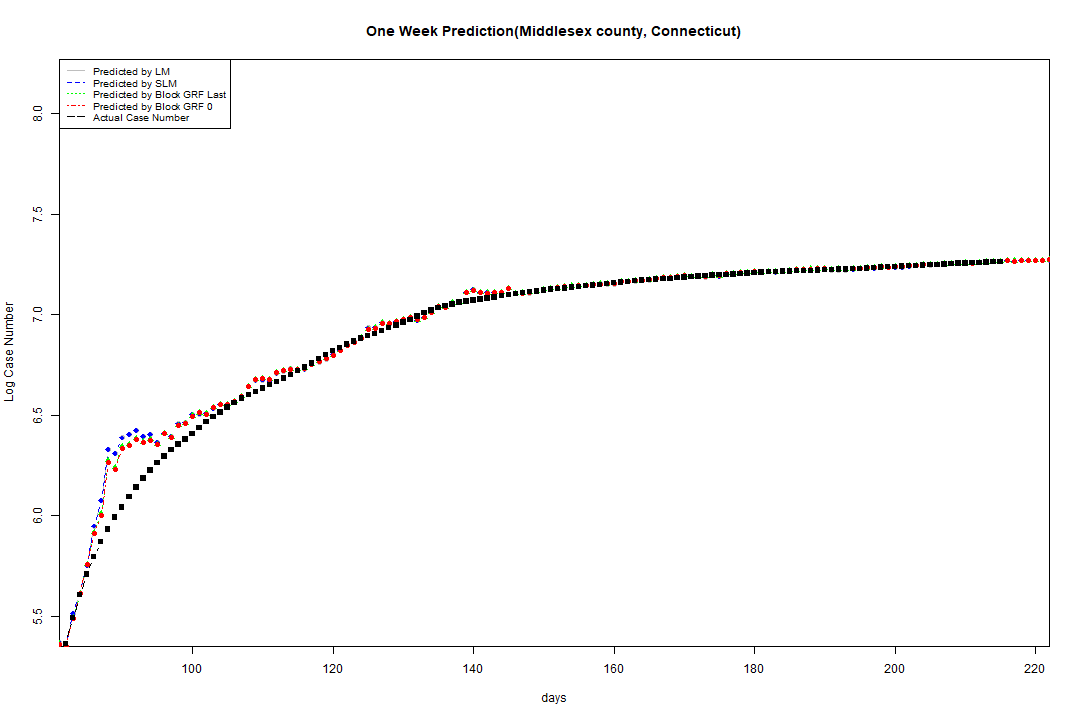 One Week Prediction(Middlesex county, Connecticut)
Predicted by LM
Predicted by SLM
Predicted by Block GRF Last
Predicted by Block GRF 0
Actual Case Number
8.0
7.5
7.0
6.5
6.0
5.5
Log Case Number
100 120 140 160 180 200 220
days